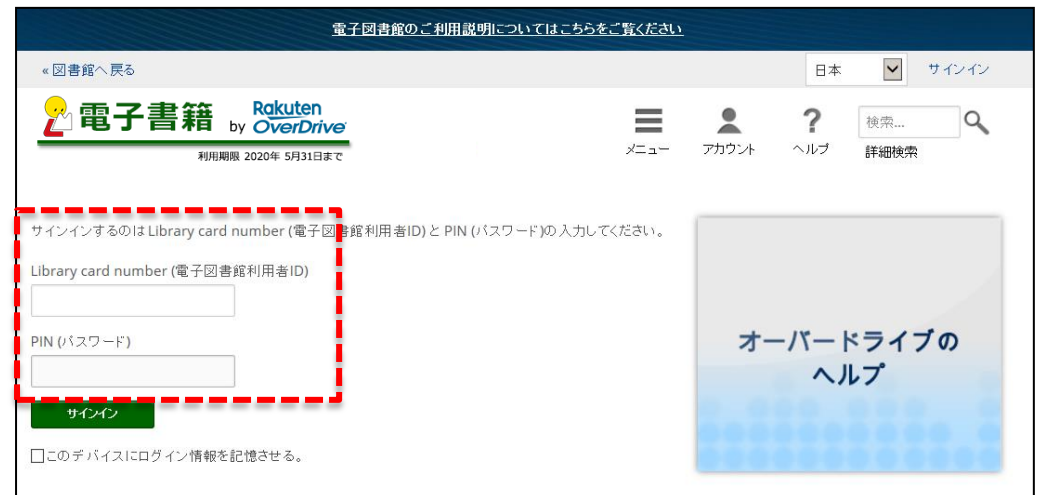 電子図書館のご利用説明についてはこちらをご覧ください
«図書館へ戻る
日本
サインイン
電子書籍 by Rakuten OverDrive
利用期限 2020年 5月31日まで
メニュー
アカウント
?
ヘルプ
検索...
詳細検索
サインインするのは Library card number (電子図書館利用者ID) と PIN (パスワード)の入力してください。
Library card number (電子図書館利用者ID)
PIN (パスワード)
サインイン
このデバイスにログイン情報を記憶させる。
オーバードライブの
ヘルプ